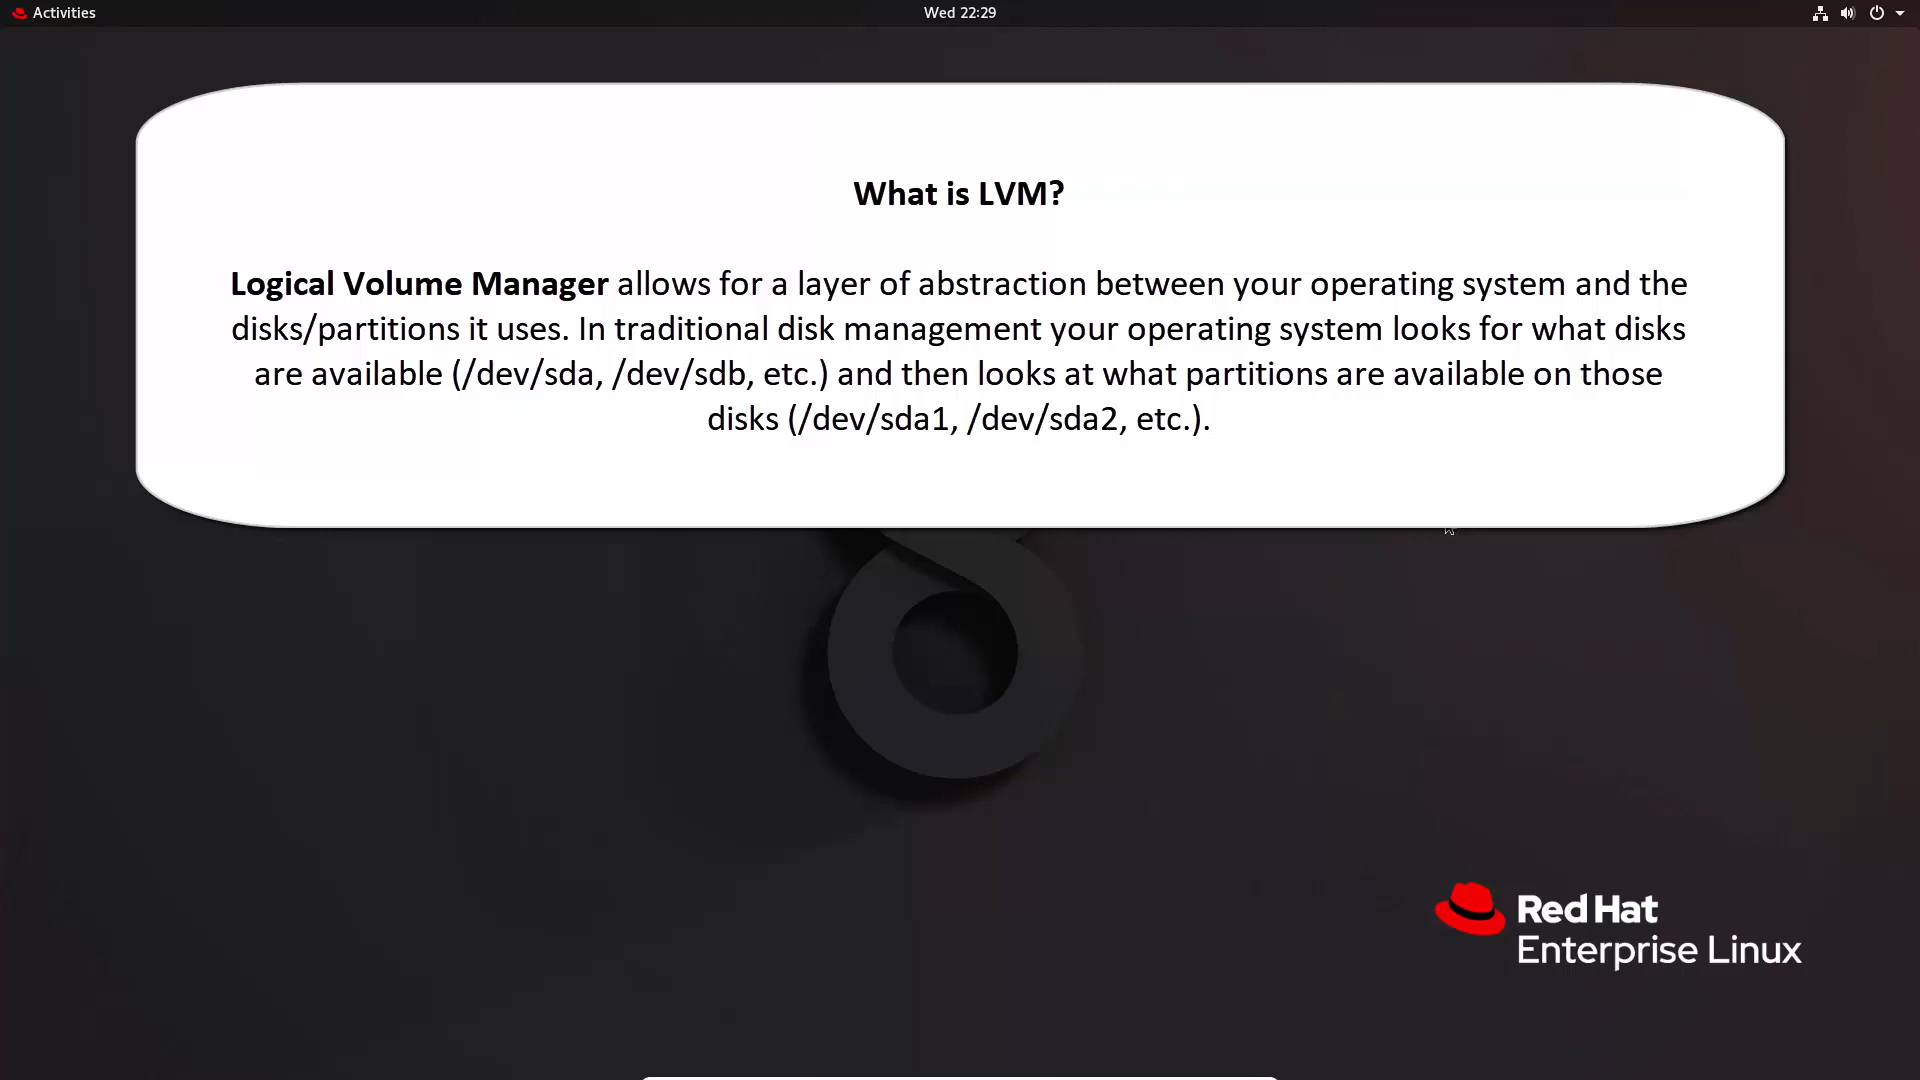 Activities
Wed 22:29
What is LVM?
Logical Volume Manager allows for a layer of abstraction between your operating system and the
disks/partitions it uses. In traditional disk management your operating system looks for what disks
are available (/dev/sda, /dev/sdb, etc.) and then looks at what partitions are available on those
disks (/dev/sda1, /dev/sda2, etc.).
Red Hat
Enterprise Linux